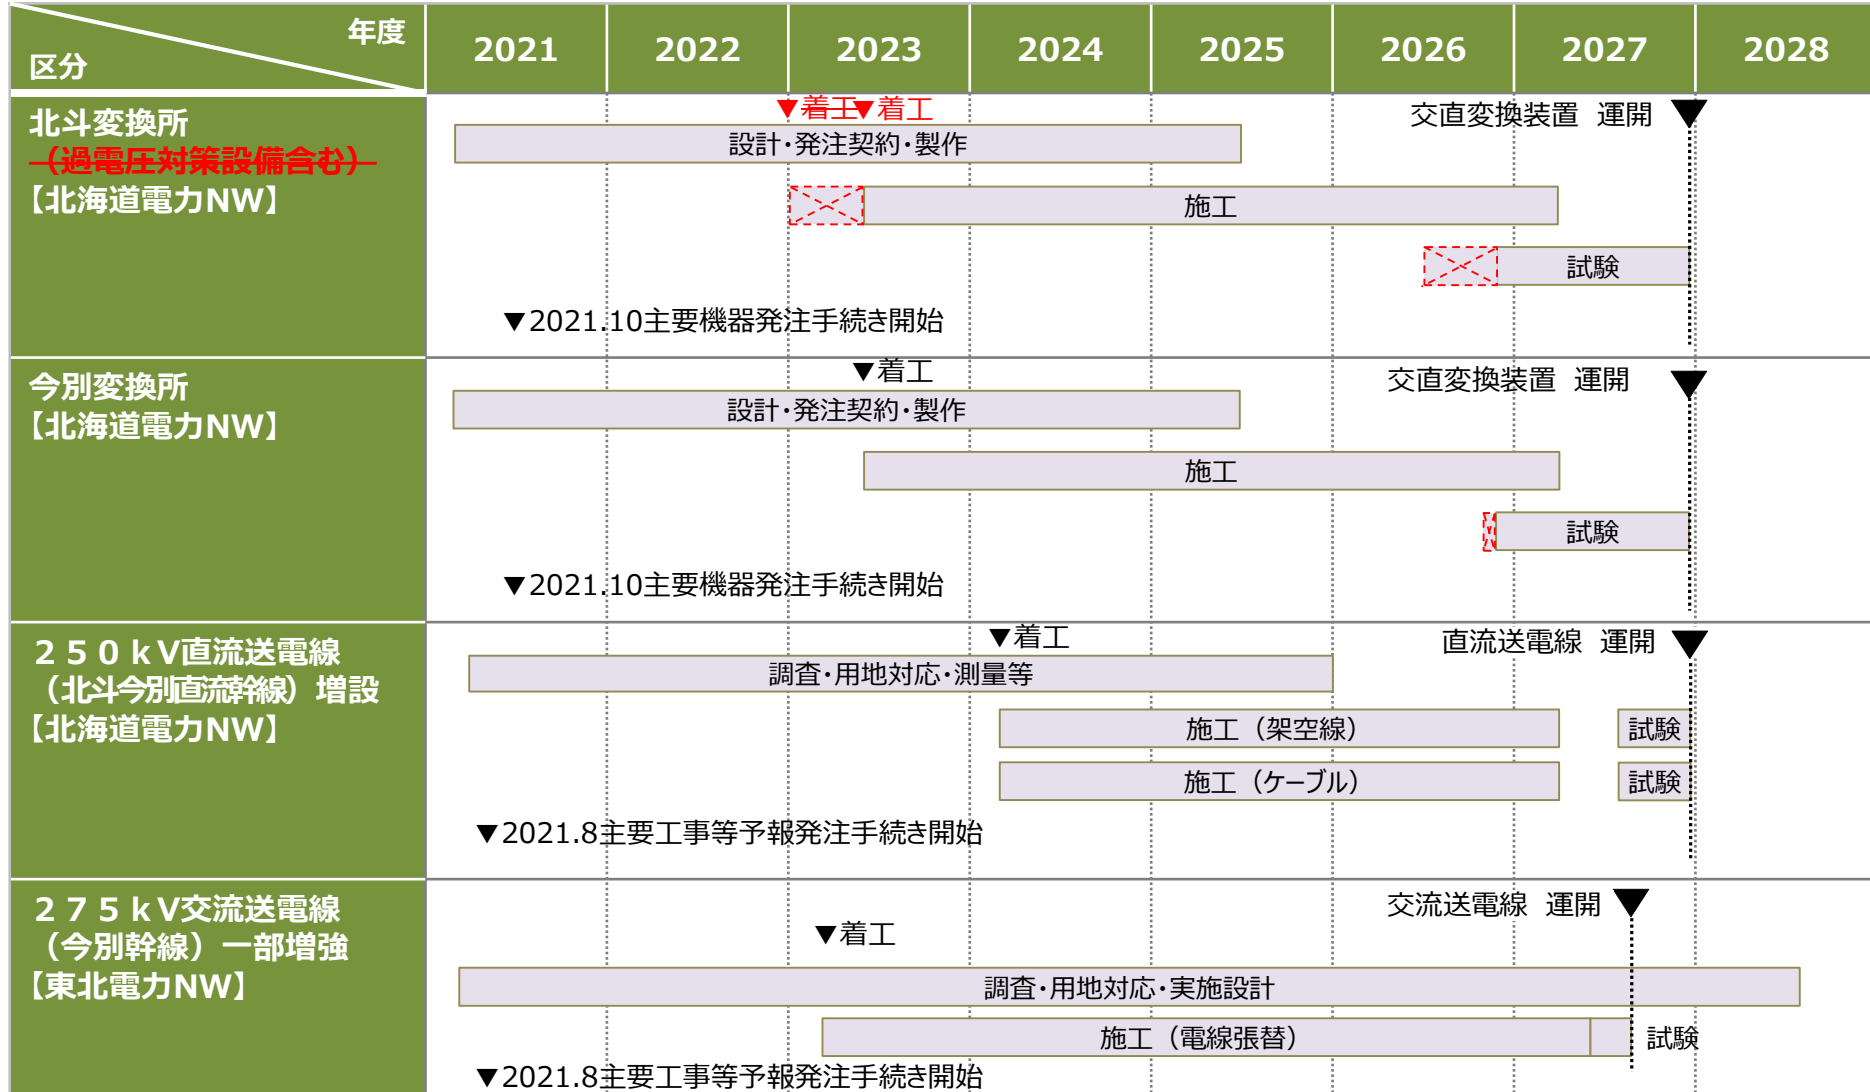 年度
区分
2021 2022 2023 2024 2025 2026 2027 2028
北斗変換所
（過電圧対策設備含む）
【北海道電力NW】
▼着工▼着工
交直変換装置 運開 ▼
設計・発注契約・製作
施工
試験
▼2021.10主要機器発注手続き開始
今別変換所
【北海道電力NW】
▼着工
交直変換装置 運開 ▼
設計・発注契約・製作
施工
試験
▼2021.10主要機器発注手続き開始
２５０ｋV直流送電線
（北斗今別直流幹線）増設
【北海道電力NW】
▼着工
直流送電線 運開 ▼
調査・用地対応・測量等
施工（架空線） 試験
施工（ケーブル） 試験
▼2021.8主要工事等予報発注手続き開始
２７５ｋV交流送電線
（今別幹線）一部増強
【東北電力NW】
交流送電線 運開 ▼
▼着工
調査・用地対応・実施設計
施工（電線張替） 試験
▼2021.8主要工事等予報発注手続き開始